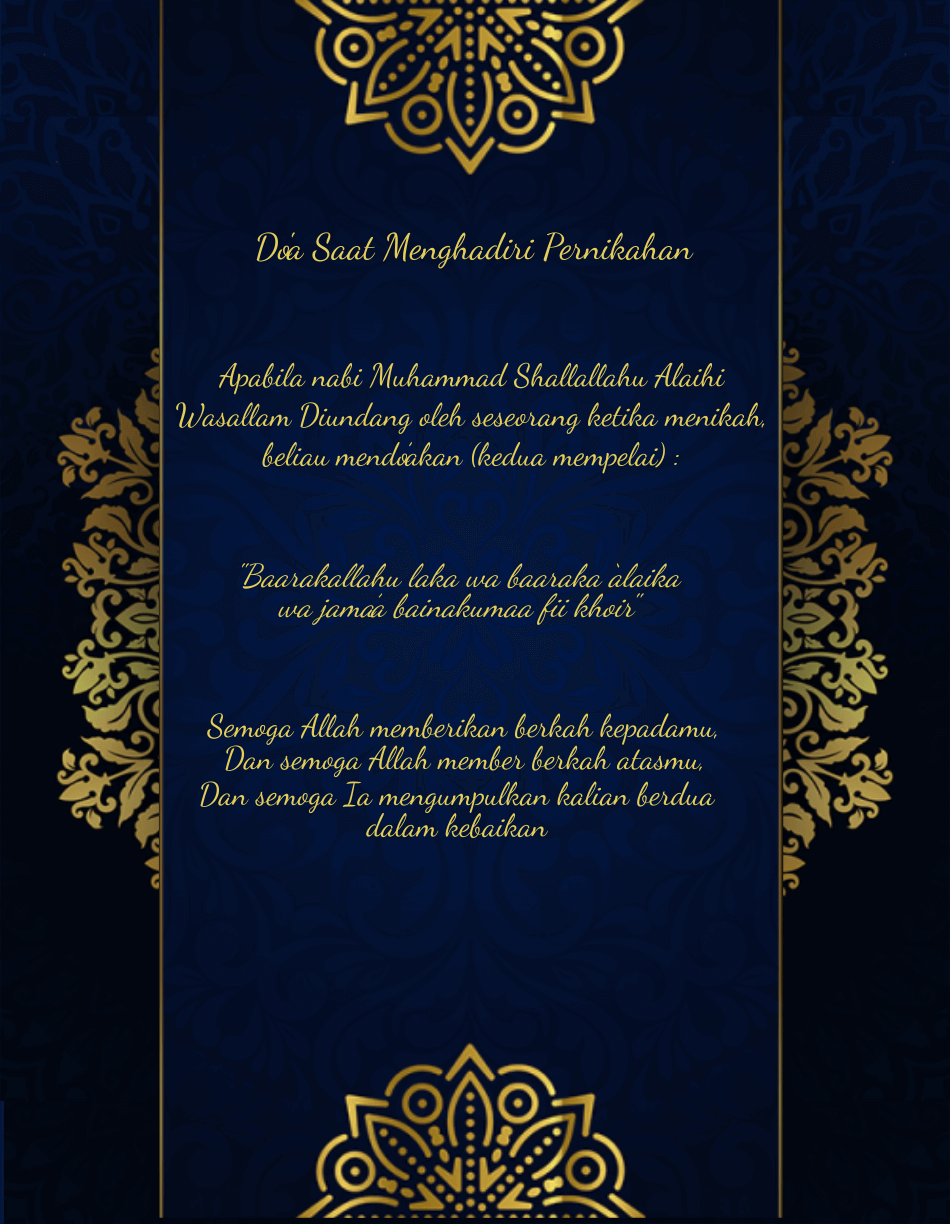 Do'a Saat Menghadiri Pernikahan
Apabila nabi Muhammad Shallallahu Alaihi
Wasallam Diundang oleh seseorang ketika menikah,
beliau mendo'akan (kedua mempelai) :
"Baarakallahu laka wa baaraka `alaika
wa jama'a bainakumaa fii khoir"
Semoga Allah memberikan berkah kepadamu,
Dan semoga Allah member berkah atasmu,
Dan semoga Ia mengumpulkan kalian berdua
dalam kebaikan